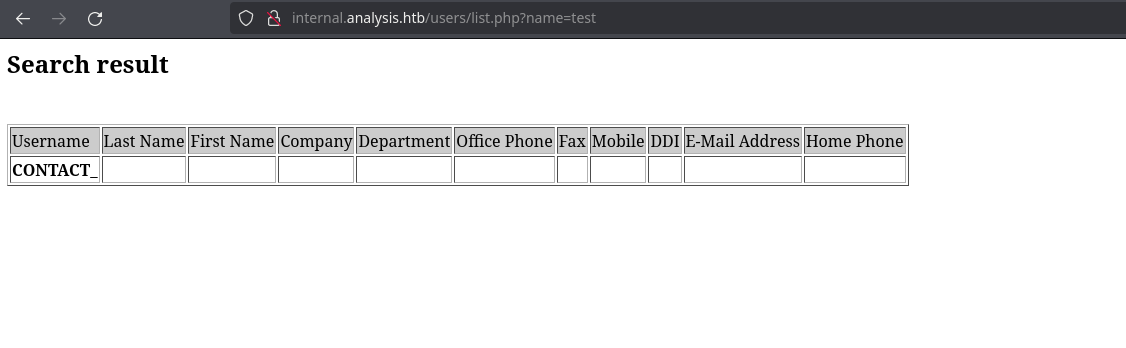 internal.analysis.htb/users/list.php?name=test
Search result
Username Last Name First Name Company Department Office Phone Fax Mobile DDI E-Mail Address Home Phone
CONTACT_